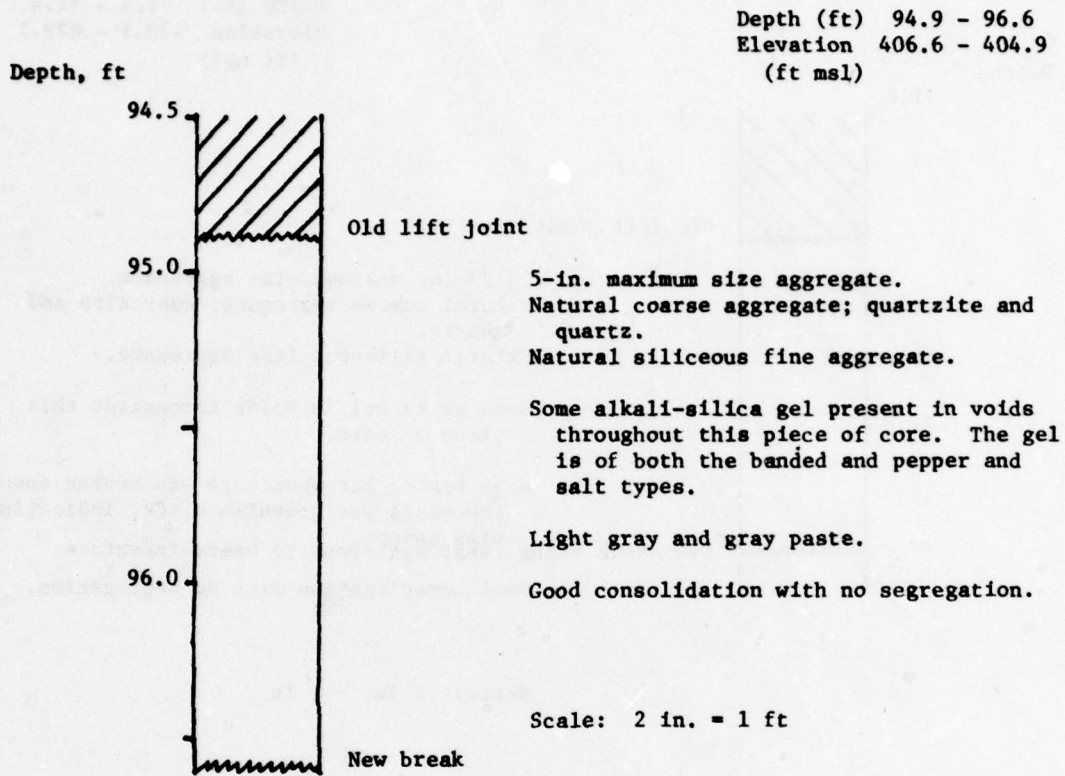 Depth (ft) 94.9 - 96.6
Elevation 406.6 - 404.9
(ft msl)
Depth, ft
94.5
Old lift joint
95.0
5-in. maximum size aggregate.
Natural coarse aggregate; quartzite and
quartz.
Natural siliceous fine aggregate.
Some alkali-silica gel present in voids
throughout this piece of core. The gel
is of both the banded and pepper and
salt types.
Light gray and gray paste.
96.0
Good consolidation with no segregation.
Scale: 2 in. = 1 ft
New break